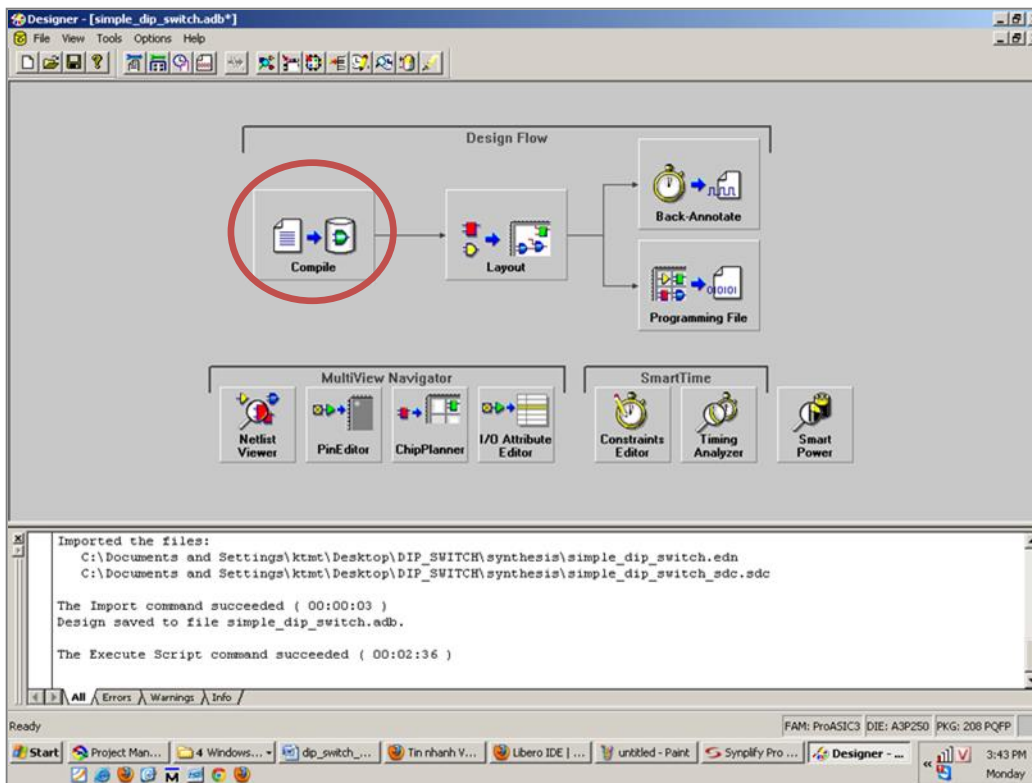 Designer - [simple_dip_switch.adb*]
File View Tools Options Help
Design Flow
Compile
Layout
Back-Annotate
010101
Programming File
MultiView Navigator
SmartTime
Netlist
Viewer
PinEditor
ChipPlanner
I/O Attribute
Editor
Constraints
Editor
Timing
Analyzer
Smart
Power
Imported the files:
C:\Documents and Settings\ktmt\Desktop\DIP_SWITCH\synthesis\simple_dip_switch.edn
C:\Documents and Settings\ktmt\Desktop\DIP_SWITCH\synthesis\simple_dip_switch_sdc.sdc
The Import command succeeded ( 00:00:03 )
Design saved to file simple_dip_switch.adb.
The Execute Script command succeeded ( 00:02:36 )
All Errors Warnings Info
Ready
FAM: ProASIC3 DIE: A3P250 PKG: 208 PQFP
Start Project Man... 4 Windows... dip_switch_... Tin nhanh V... Libero IDE | ... untitled - Paint Synplify Pro ... Designer - ... 3:43 PM
Monday